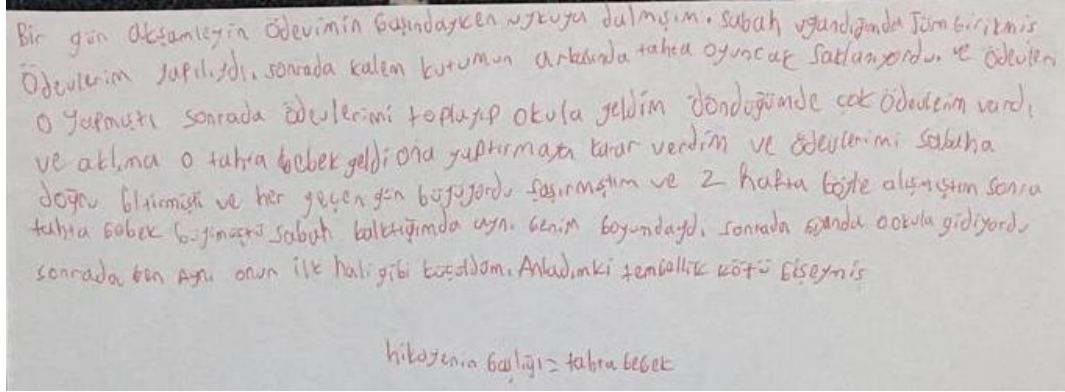 Bir gün akşamleyin ödevimin başındayken uykuya dalmışım. sabah uyandığımda Tüm birikmiş
Ödevlerim yapılıydı. sonrada kalem kutumun arkasında tahta oyuncak saklanıyordu. ve ödevleri
o yapmıştı sonrada ödevlerimi toplayıp okula geldim döndüğümde çok ödevlerim vardı
ve aklıma o tahta bebek geldi ona yaptırmaya karar verdim ve ödevlerimi sabaha
doğru bitirmişti ve her geçen gün büyüyordu şaşırmıştım ve 2 hafta böyle alışmıştım sonra
tahta bebek sabah kalktığımda aynı benim boyundaydı sonrada o okula gidiyordu
sonrada ben Aynı onun ilk hali gibi Anladımki tembellik kötü bişeymiş
hikayenin başlığı= tahta bebek